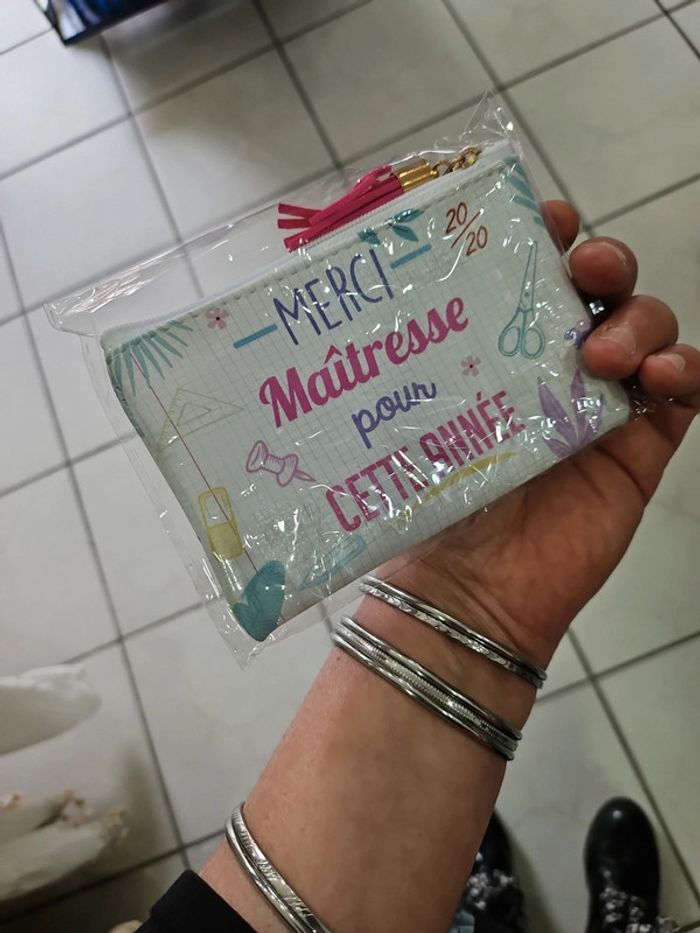 20/20
MERCI
Maîtresse
pour
CETTE ANNÉE